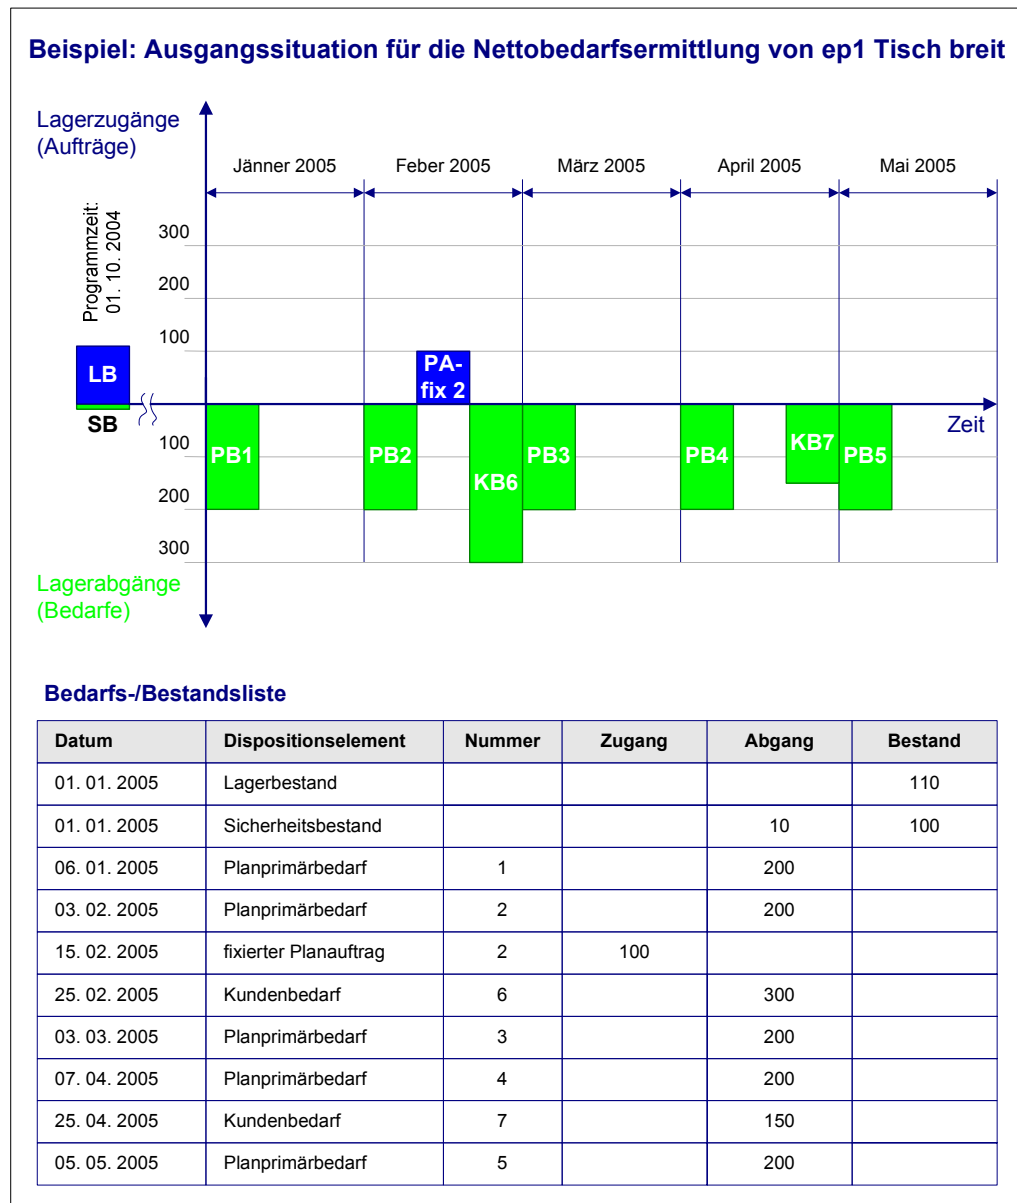 Beispiel: Ausgangssituation für die Nettobedarfsermittlung von ep1 Tisch breit
Lagerzugänge
(Aufträge)
Jänner 2005 Feber 2005 März 2005 April 2005 Mai 2005
Programmzeit:
01. 10. 2004
300
200
100
LB
PA-
fix 2
SB
Zeit
100
PB1 PB2 KB6 PB3 PB4 KB7 PB5
200
300
Lagerabgänge
(Bedarfe)
Bedarfs-/Bestandsliste
Datum Dispositionselement Nummer Zugang Abgang Bestand
01. 01. 2005 Lagerbestand 110
01. 01. 2005 Sicherheitsbestand 10 100
06. 01. 2005 Planprimärbedarf 1 200
03. 02. 2005 Planprimärbedarf 2 200
15. 02. 2005 fixierter Planauftrag 2 100
25. 02. 2005 Kundenbedarf 6 300
03. 03. 2005 Planprimärbedarf 3 200
07. 04. 2005 Planprimärbedarf 4 200
25. 04. 2005 Kundenbedarf 7 150
05. 05. 2005 Planprimärbedarf 5 200